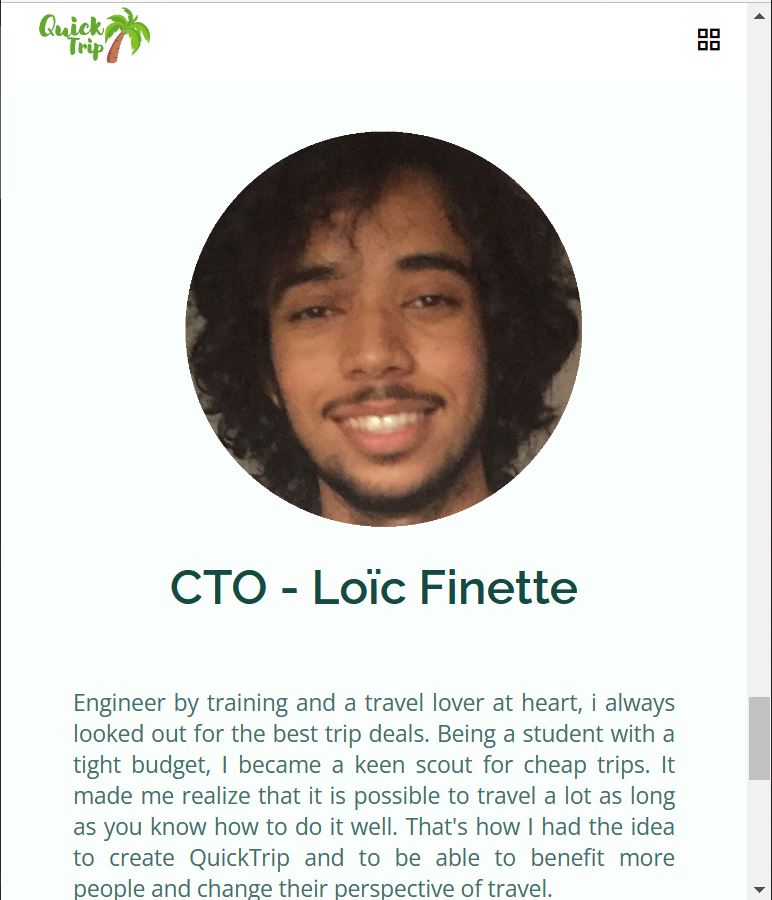 Quick
Trip
CTO - Loïc Finette
Engineer by training and a travel lover at heart, i always
looked out for the best trip deals. Being a student with a
tight budget, I became a keen scout for cheap trips. It
made me realize that it is possible to travel a lot as long
as you know how to do it well. That's how I had the idea
to create QuickTrip and to be able to benefit more
people and change their perspective of travel.